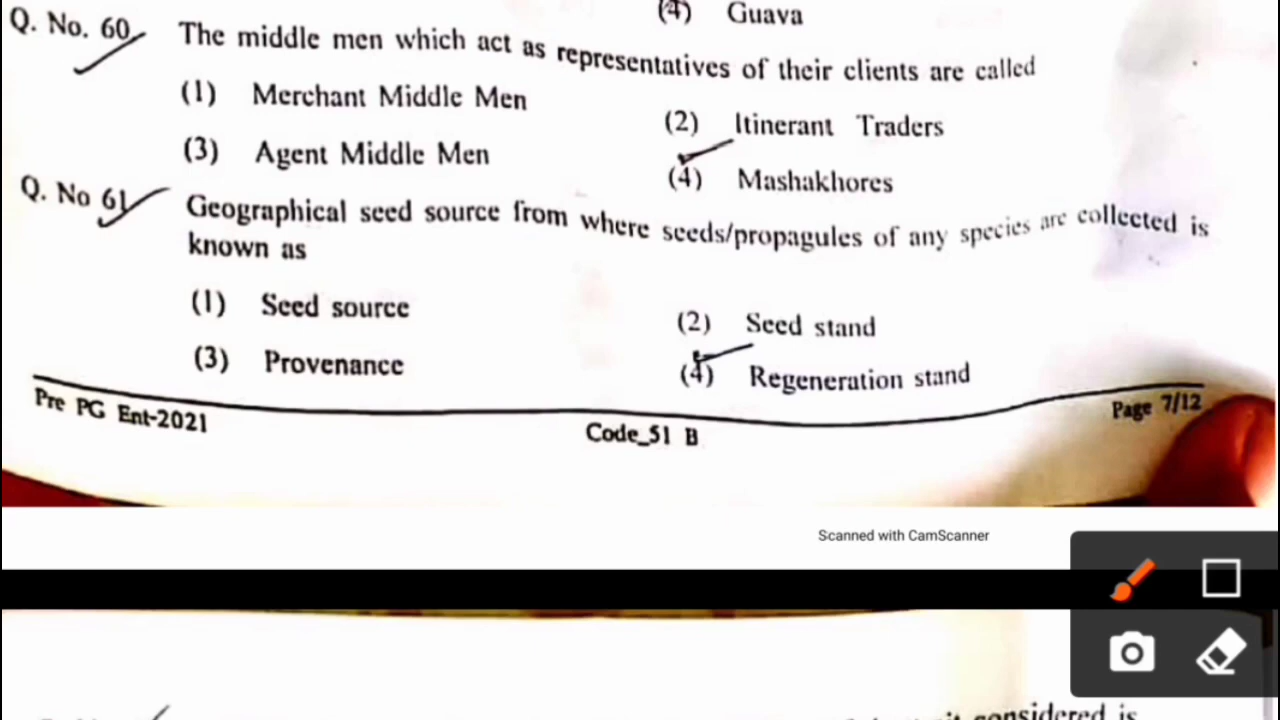 (4) Guava
Q. No. 60 The middle men which act as representatives of their clients are called
(1) Merchant Middle Men
(2) Itinerant Traders
(3) Agent Middle Men
(4) Mashakhores
Q. No 61 Geographical seed source from where seeds/propagules of any species are collected is
known as
(1) Seed source
(2) Seed stand
(3) Provenance
(4) Regeneration stand
Pre PG Ent-2021 Code_51 B Page 7/12
Scanned with CamScanner
considered is